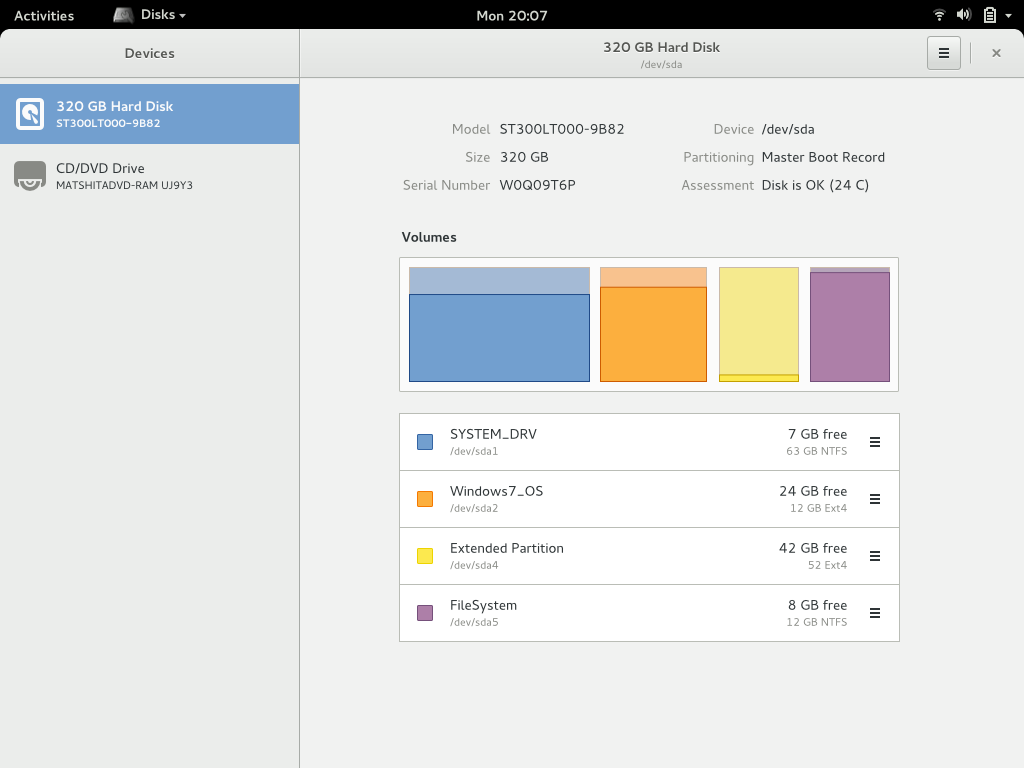 Activities
Disks
Mon 20:07
Devices
320 GB Hard Disk
/dev/sda
320 GB Hard Disk
ST300LT000-9B82
CD/DVD Drive
MATSHITADVD-RAM UJ9Y3
Model ST300LT000-9B82
Device /dev/sda
Size 320 GB
Partitioning Master Boot Record
Serial Number W0Q09T6P
Assessment Disk is OK (24 C)
Volumes
SYSTEM_DRV
7 GB free
/dev/sda1
63 GB NTFS
Windows7_OS
24 GB free
/dev/sda2
12 GB Ext4
Extended Partition
42 GB free
/dev/sda4
52 Ext4
FileSystem
8 GB free
/dev/sda5
12 GB NTFS